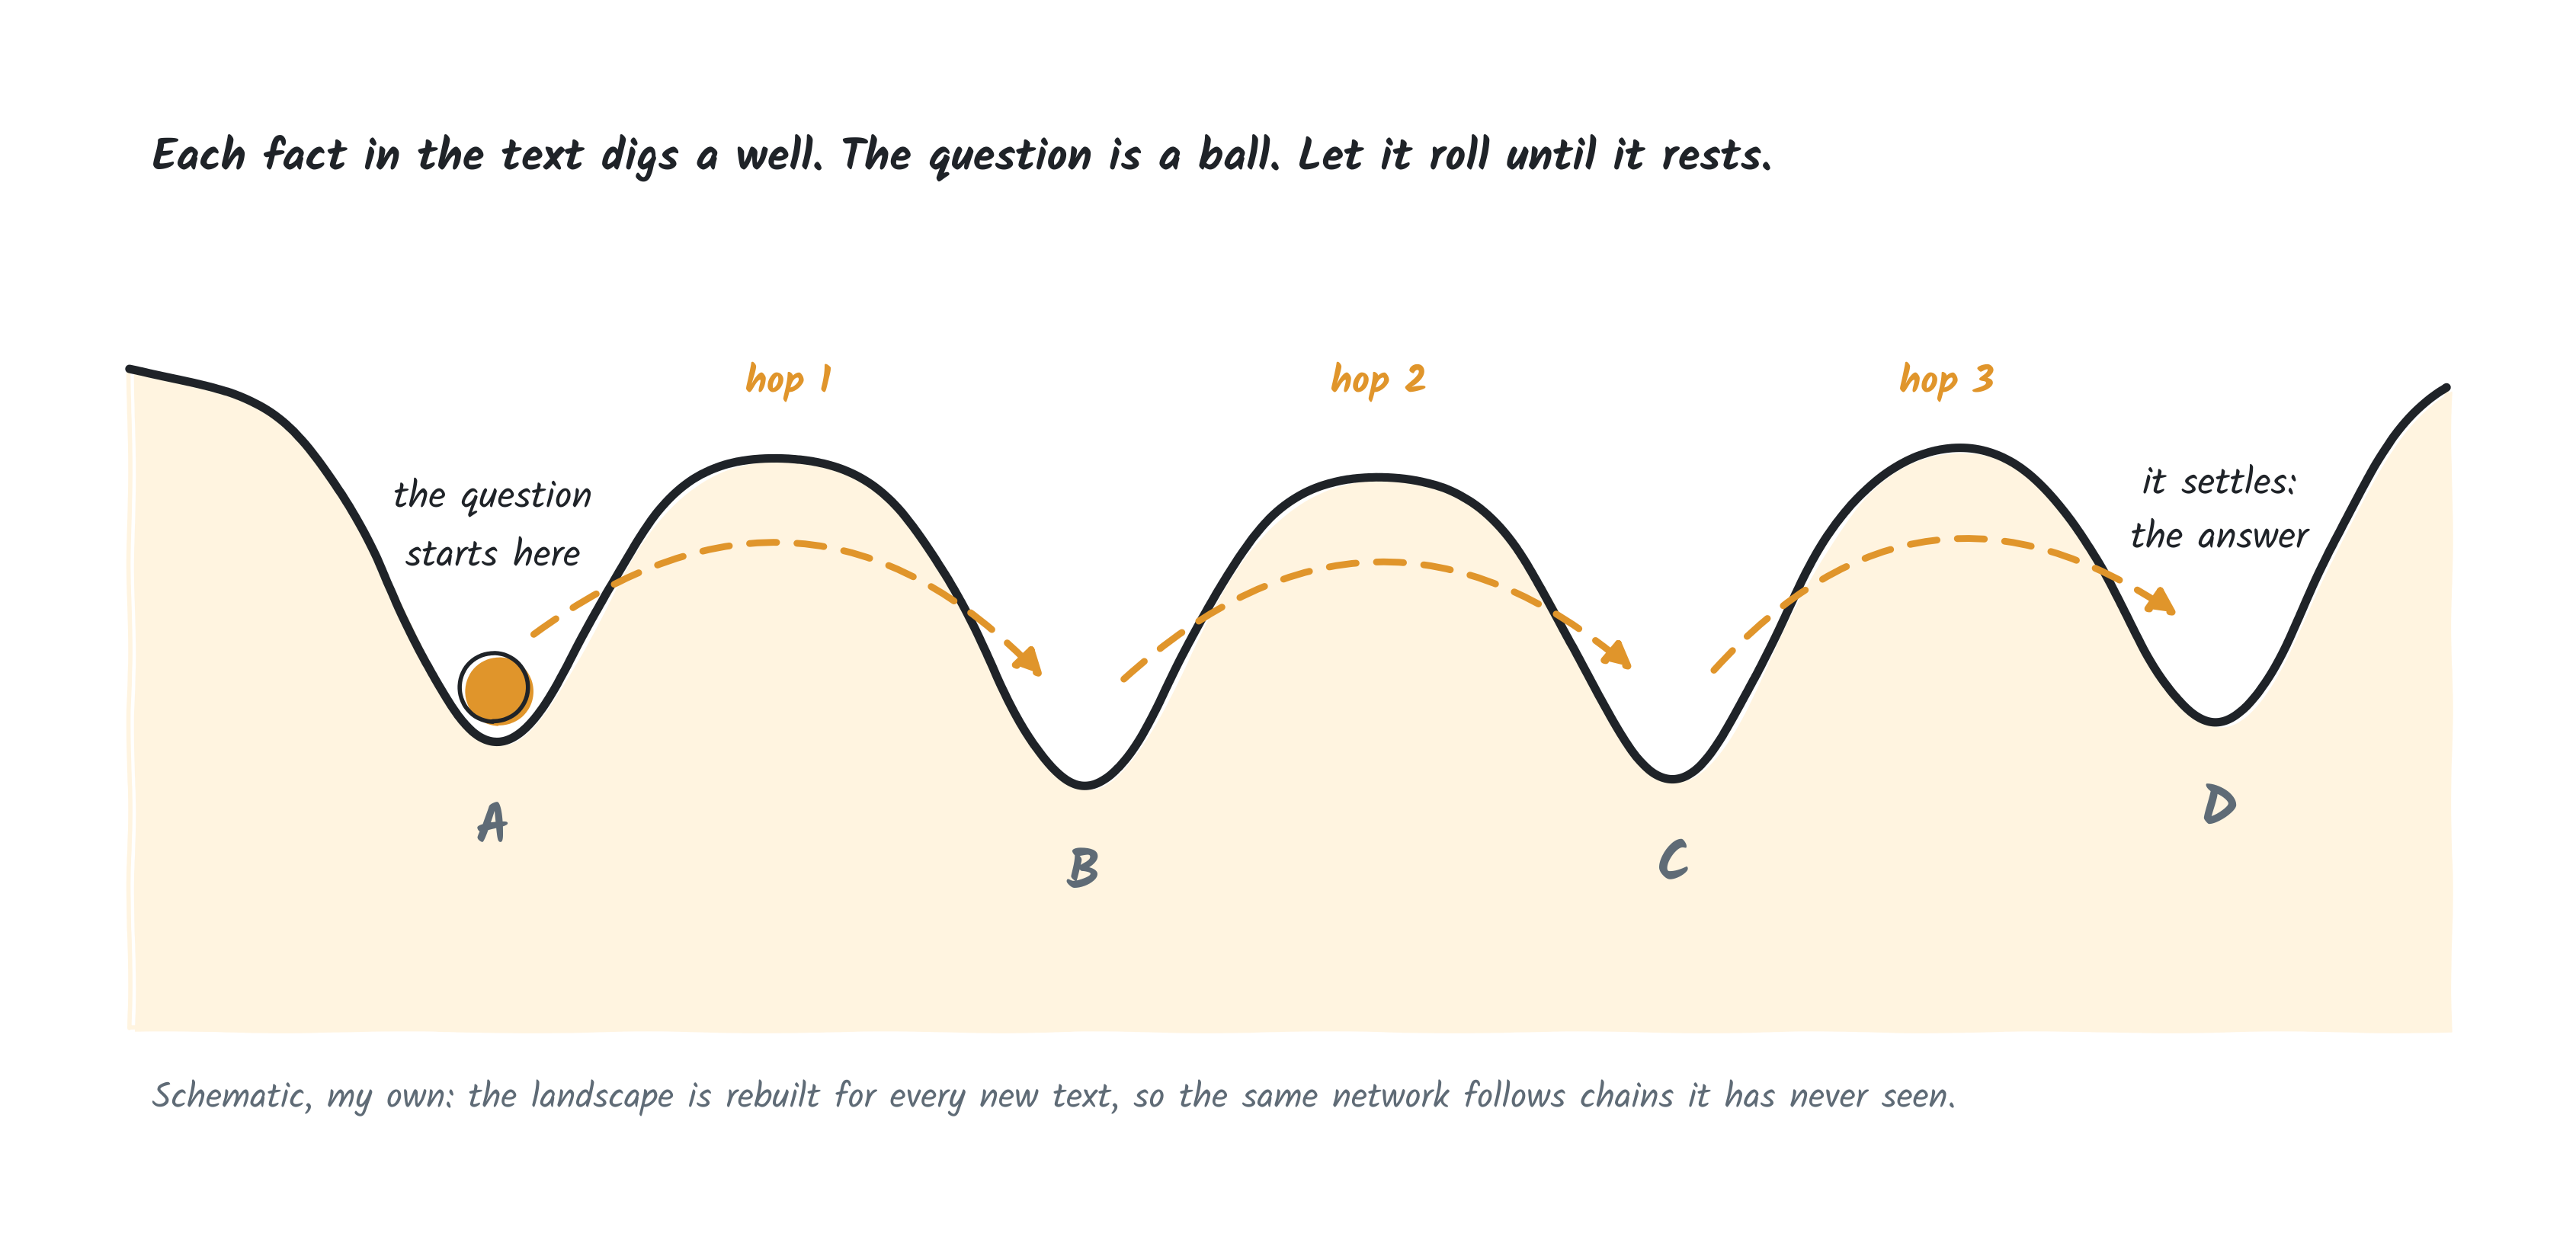 Each fact in the text digs a well. The question is a ball. Let it roll until it rests.
hop 1
hop 2
hop 3
the question
starts here
it settles:
the answer
A
B
C
D
Schematic, my own: the landscape is rebuilt for every new text, so the same network follows chains it has never seen.